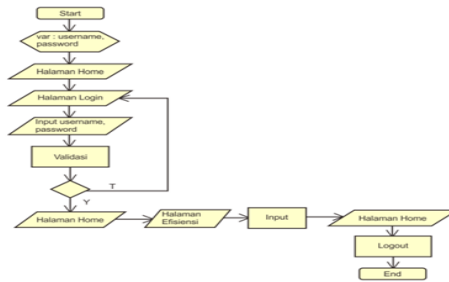 Start
var : username,
password
Halaman Home
Halaman Login
Input username,
password
Validasi
T
Y
Halaman Home
Halaman
Efisiensi
Input
Halaman Home
Logout
End